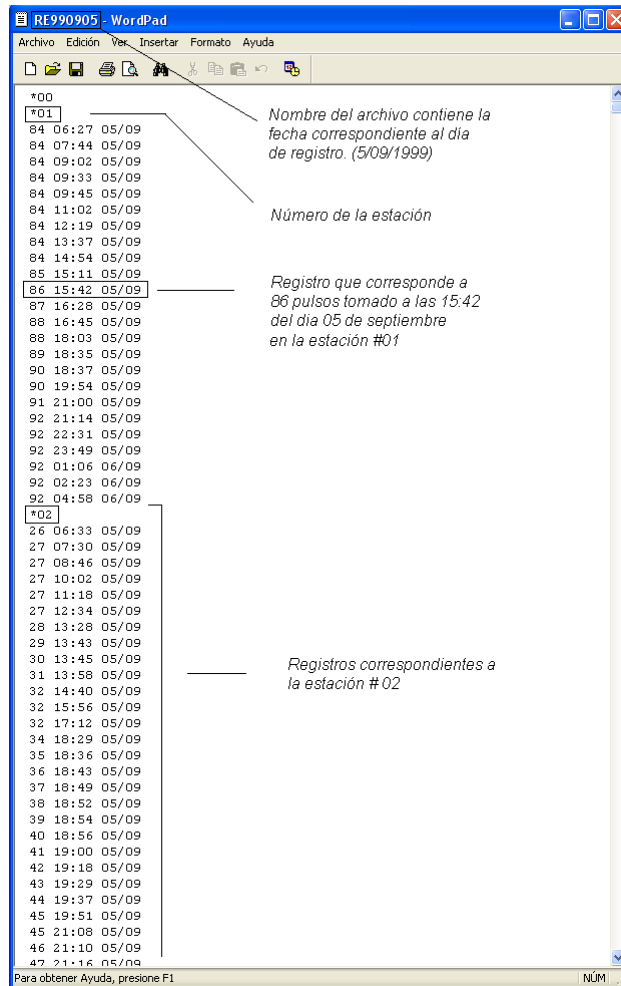 RE990905 - WordPad
Archivo Edición Ver Insertar Formato Ayuda
*00
*01
84 06:27 05/09
84 07:44 05/09
84 09:02 05/09
84 09:33 05/09
84 09:45 05/09
84 11:02 05/09
84 12:19 05/09
84 13:37 05/09
84 14:54 05/09
85 15:11 05/09
86 15:42 05/09
87 16:28 05/09
88 16:45 05/09
88 18:03 05/09
89 18:35 05/09
90 18:37 05/09
90 19:54 05/09
91 21:00 05/09
92 21:14 05/09
92 22:31 05/09
92 23:49 05/09
92 01:06 06/09
92 02:23 06/09
92 04:58 06/09
*02
26 06:33 05/09
27 07:30 05/09
27 08:46 05/09
27 10:02 05/09
27 11:18 05/09
27 12:34 05/09
28 13:28 05/09
29 13:43 05/09
30 13:45 05/09
31 13:58 05/09
32 14:40 05/09
32 15:56 05/09
32 17:12 05/09
34 18:29 05/09
35 18:36 05/09
36 18:43 05/09
37 18:49 05/09
38 18:52 05/09
39 18:54 05/09
40 18:56 05/09
41 19:00 05/09
42 19:18 05/09
43 19:29 05/09
44 19:37 05/09
45 19:51 05/09
45 21:08 05/09
46 21:10 05/09
47 21:16 05/09
Nombre del archivo contiene la
fecha correspondiente al día
de registro. (5/09/1999)
Número de la estación
Registro que corresponde a
86 pulsos tomado a las 15:42
del dia 05 de septiembre
en la estación #01
Registros correspondientes a
la estación # 02
Para obtener Ayuda, presione F1
NÚM